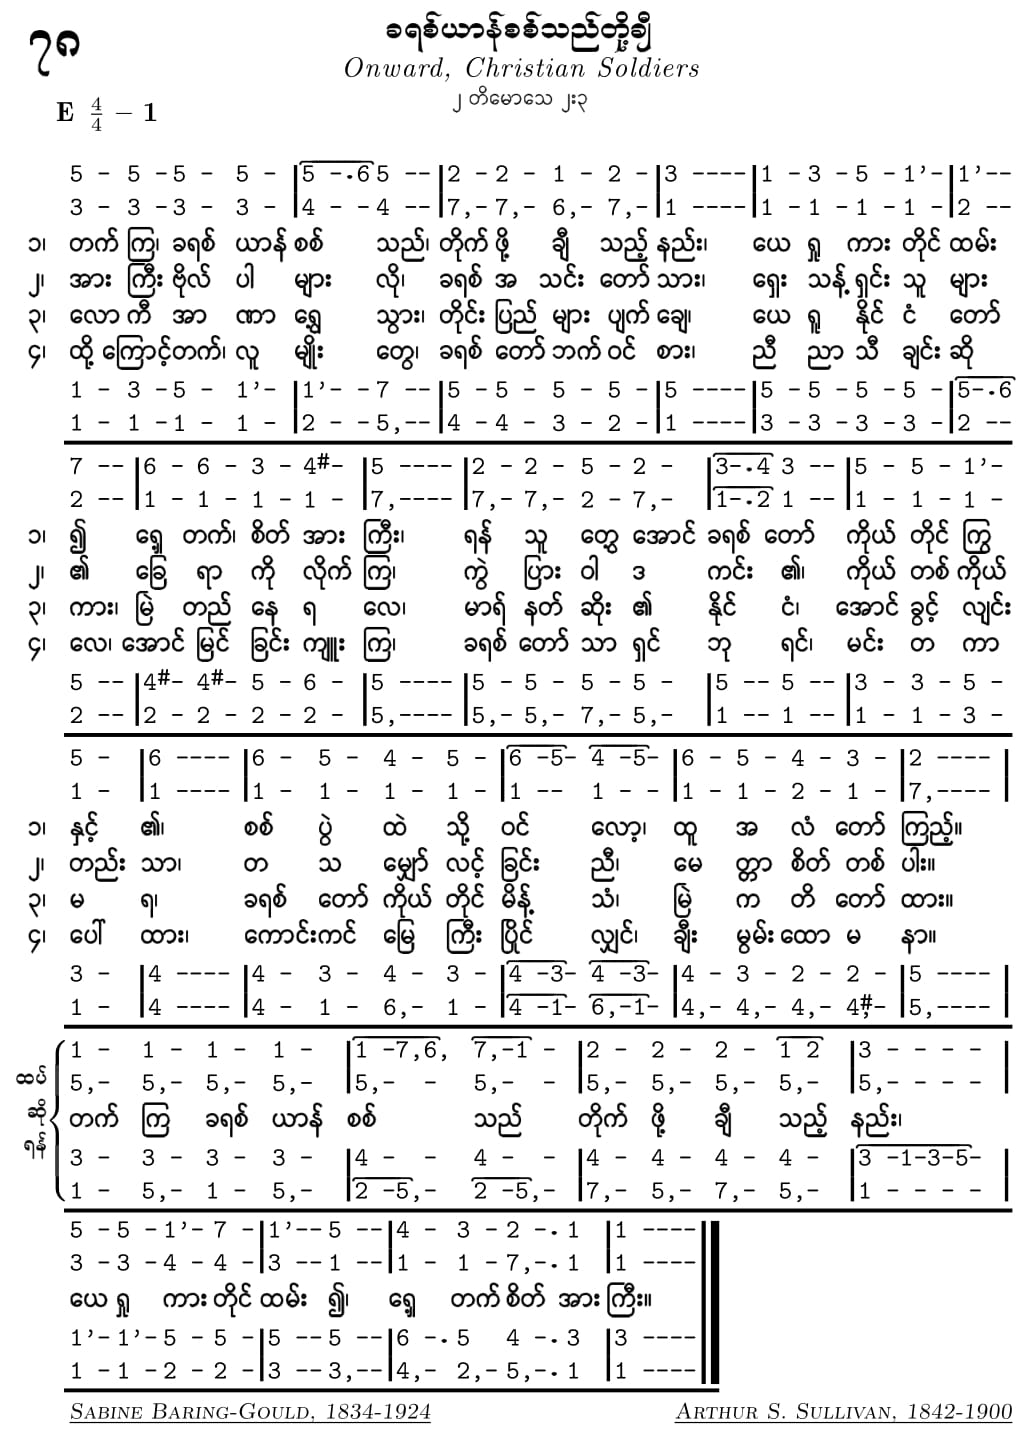 ၇၈
ခရစ်ယာန်စစ်သည်တို့ချီ
Onward, Christian Soldiers
၂ တိမောသေ ၂း၃
E 4/4 – 1
5 - 5 -5 - 5 - |5 -.6 5 --|2 -2 - 1 - 2 -|3 ----|1 -3 -5 -1’-|1’--
3 - 3 -3 - 3 - |4 - -4 --|7,-7,- 6,- 7,-|1 ----|1 -1 -1 -1 -|2 --
၁၊ တက် ကြ၊ ခရစ် ယာန် စစ် သည်၊ တိုက် ဖို့ ချီ သည့် နည်း၊ ယေ ရှု ကား တိုင် ထမ်း
၂၊ အား ကြီး ဗိုလ် ပါ များ လို၊ ခရစ် အ သင်း တော် သား၊ ရှေး သန့် ရှင်း သူ များ
၃၊ လော ကီ အာ ဏာ ရွှေ့ သွား၊ တိုင်း ပြည် များ ပျက် ချေ၊ ယေ ရှု နိုင် ငံ တော်
၄၊ ထို့ ကြောင့်တက်၊ လူ မျိုး တွေ၊ ခရစ် တော် ဘက် ဝင် စား၊ ညီ ညာ သီ ချင်း ဆို
1 - 3 -5 - 1’-|1’- -7 --|5 -5 - 5 - 5 -|5 ----|5 -5 -5 -5 -|5-.6
1 - 1 -1 - 1 -|2 - -5,--|4 -4 - 3 - 2 -|1 ----|3 -3 -3 -3 -|2 --
7 --|6 - 6 - 3 - 4#-|5 ----|2 - 2 - 5 - 2 - |3-.4 3 --|5 - 5 - 1’-
2 --|1 - 1 - 1 - 1 - |7,----|7,- 7,- 2 - 7,- |1-.2 1 --|1 - 1 - 1 -
၁၊ ၍ ရှေ့ တက်၊ စိတ် အား ကြီး၊ ရန် သူ တွေ့ အောင် ခရစ် တော် ကိုယ် တိုင် ကြွ
၂၊ ၏ ခြေ ရာ ကို လိုက် ကြ၊ ကွဲ ပြား ဝါ ဒ ကင်း ၏၊ ကိုယ် တစ် ကိုယ်
၃၊ ကား၊ မြဲ တည် နေ ရ လေ၊ မာရ် နတ် ဆိုး ၏ နိုင် ငံ၊ အောင် ခွင့် လျင်း
၄၊ လေ၊ အောင် မြင် ခြင်း ကျူး ကြ၊ ခရစ် တော် သာ ရှင် ဘု ရင်၊ မင်း တ ကာ
5 --|4#- 4#- 5 - 6 - |5 ----|5 - 5 - 5 - 5 - |5 -- 5 --|3 - 3 - 5 -
2 --|2 - 2 - 2 - 2 - |5,----|5,- 5,- 7,- 5,- |1 -- 1 --|1 - 1 - 3 -
5 - |6 ----|6 - 5 - 4 - 5 -|6 -5- 4 -5-|6 - 5 - 4 - 3 -|2 ---- |
1 - |1 ----|1 - 1 - 1 - 1 -|1 -- 1 - -|1 - 1 - 2 - 1 -|7,---- |
၁၊ နှင့် ၏၊ စစ် ပွဲ ထဲ သို့ ဝင် လော့၊ ထူ အ လံ တော် ကြည့်။
၂၊ တည်း သာ၊ တ သ မျှော် လင့် ခြင်း ညီ၊ မေ တ္တာ စိတ် တစ် ပါး။
၃၊ မ ရ၊ ခရစ် တော် ကိုယ် တိုင် မိန့် သံ၊ မြဲ က တိ တော် ထား။
၄၊ ပေါ် ထား၊ ကောင်းကင် မြေ ကြီး ပြိုင် လျှင်၊ ချီး မွမ်း ထော မ နာ။
3 - |4 ----|4 - 3 - 4 - 3 -|4 -3- 4 -3-|4 - 3 - 2 - 2 -|5 ----
1 - |4 ----|4 - 1 - 6,- 1 -|4 -1- 6,-1-|4,- 4,- 4,- 4#,-|5,----
1 - 1 - 1 - 1 - |1 -7,6, 7,-1 - |2 - 2 - 2 - 1 2 |3 - - - - |
5,- 5,- 5,- 5,- |5,- - 5,- - |5,- 5,- 5,- 5,- |5,- - - - |
ထပ် ဆို ရန်
တက် ကြ ခရစ် ယာန် စစ် သည် တိုက် ဖို့ ချီ သည့် နည်း၊
3 - 3 - 3 - 3 - |4 - - 4 - - |4 - 4 - 4 - 4 - |3 -1-3-5- |
1 - 5,- 1 - 5,- |2 -5,- 2 -5,- |7,- 5,- 7,- 5,- |1 - - - - |
5 -5 -1’- 7 -|1’-- 5 --|4 - 3 -2 -. 1 |1 ----
3 -3 -4 - 4 -|3 --1 --|1 - 1 -7,-. 1 |1 ----
ယေ ရှု ကား တိုင် ထမ်း ၍၊ ရှေ့ တက် စိတ် အား ကြီး။
1’-1’-5 - 5 -|5 --5 --|6 -. 5 4 -. 3 |3 ----
1 -1 -2 - 2 -|3 --3,--|4,- 2,-5,-. 1 |1 ----
Sabine Baring-Gould, 1834-1924
Arthur S. Sullivan, 1842-1900